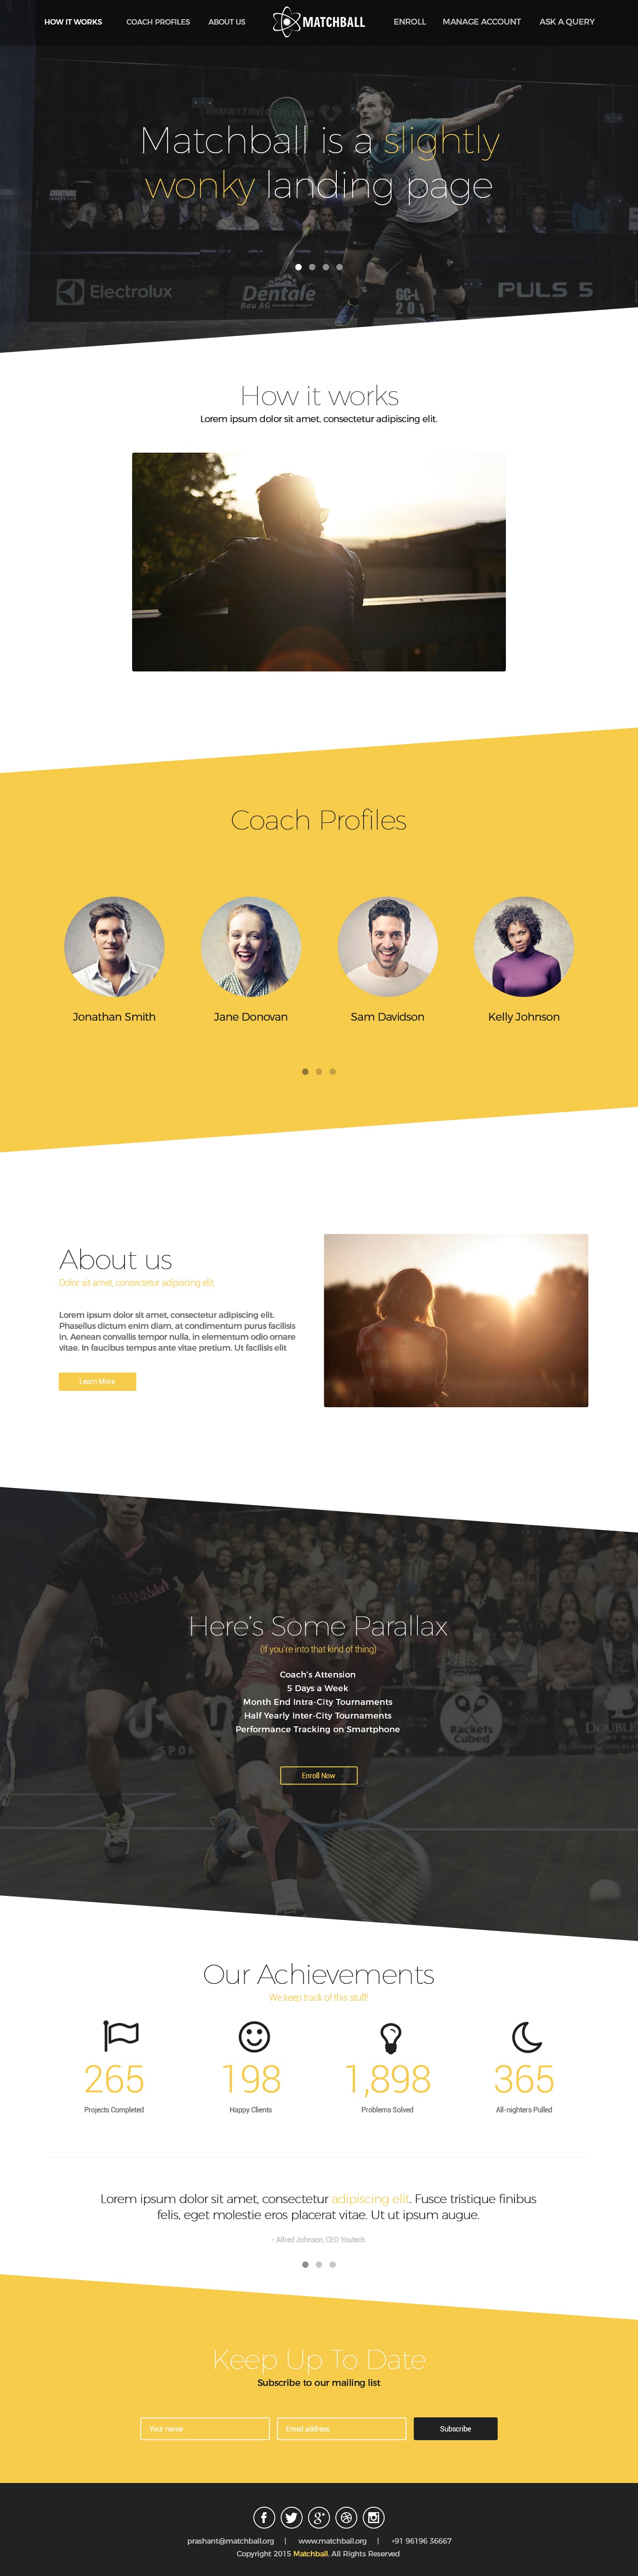 HOW IT WORKS
COACH PROFILES
ABOUT US
MATCHBALL
ENROLL
MANAGE ACCOUNT
ASK A QUERY
Matchball is a slightly
wonky landing page
Electrolux
Dentale
Bau AG
PULS 5
How it works
Lorem ipsum dolor sit amet, consectetur adipiscing elit.
Coach Profiles
Jonathan Smith
Jane Donovan
Sam Davidson
Kelly Johnson
About us
Dolor sit amet, consectetur adipiscing elit.
Lorem ipsum dolor sit amet, consectetur adipiscing elit.
Phasellus dictum enim diam, at condimentum purus facilisis
in. Aenean convallis tempor nulla, in elementum odio ornare
vitae. In faucibus tempus ante vitae pretium. Ut facilisis elit
Learn More
Here's Some Parallax
(If you're into that kind of thing)
Coach's Attension
5 Days a Week
Month End Intra-City Tournaments
Half Yearly Inter-City Tournaments
Performance Tracking on Smartphone
Rackets
Cubed
Enroll Now
Our Achievements
We keep track of this stuff!
265
198
1,898
365
Projects Completed
Happy Clients
Problems Solved
All-nighters Pulled
Lorem ipsum dolor sit amet, consectetur adipiscing elit. Fusce tristique finibus
felis, eget molestie eros placerat vitae. Ut ut ipsum augue.
- Alfred Johnson, CEO Youtech
Keep Up To Date
Subscribe to our mailing list
Your name
Email address
Subscribe
prashant@matchball.org | www.matchball.org | +91 96196 36667
Copyright 2015 Matchball. All Rights Reserved